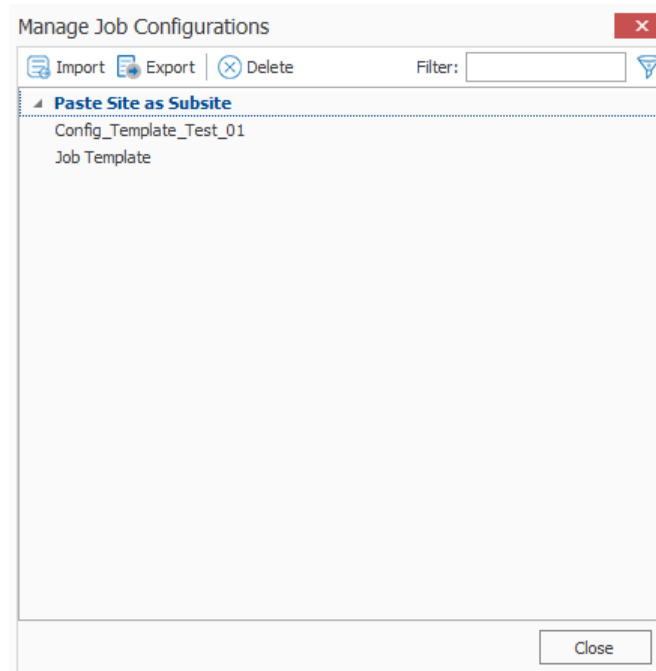 Manage Job Configurations
Import Export Delete Filter:
Paste Site as Subsite
Config_Template_Test_01
Job Template
Close